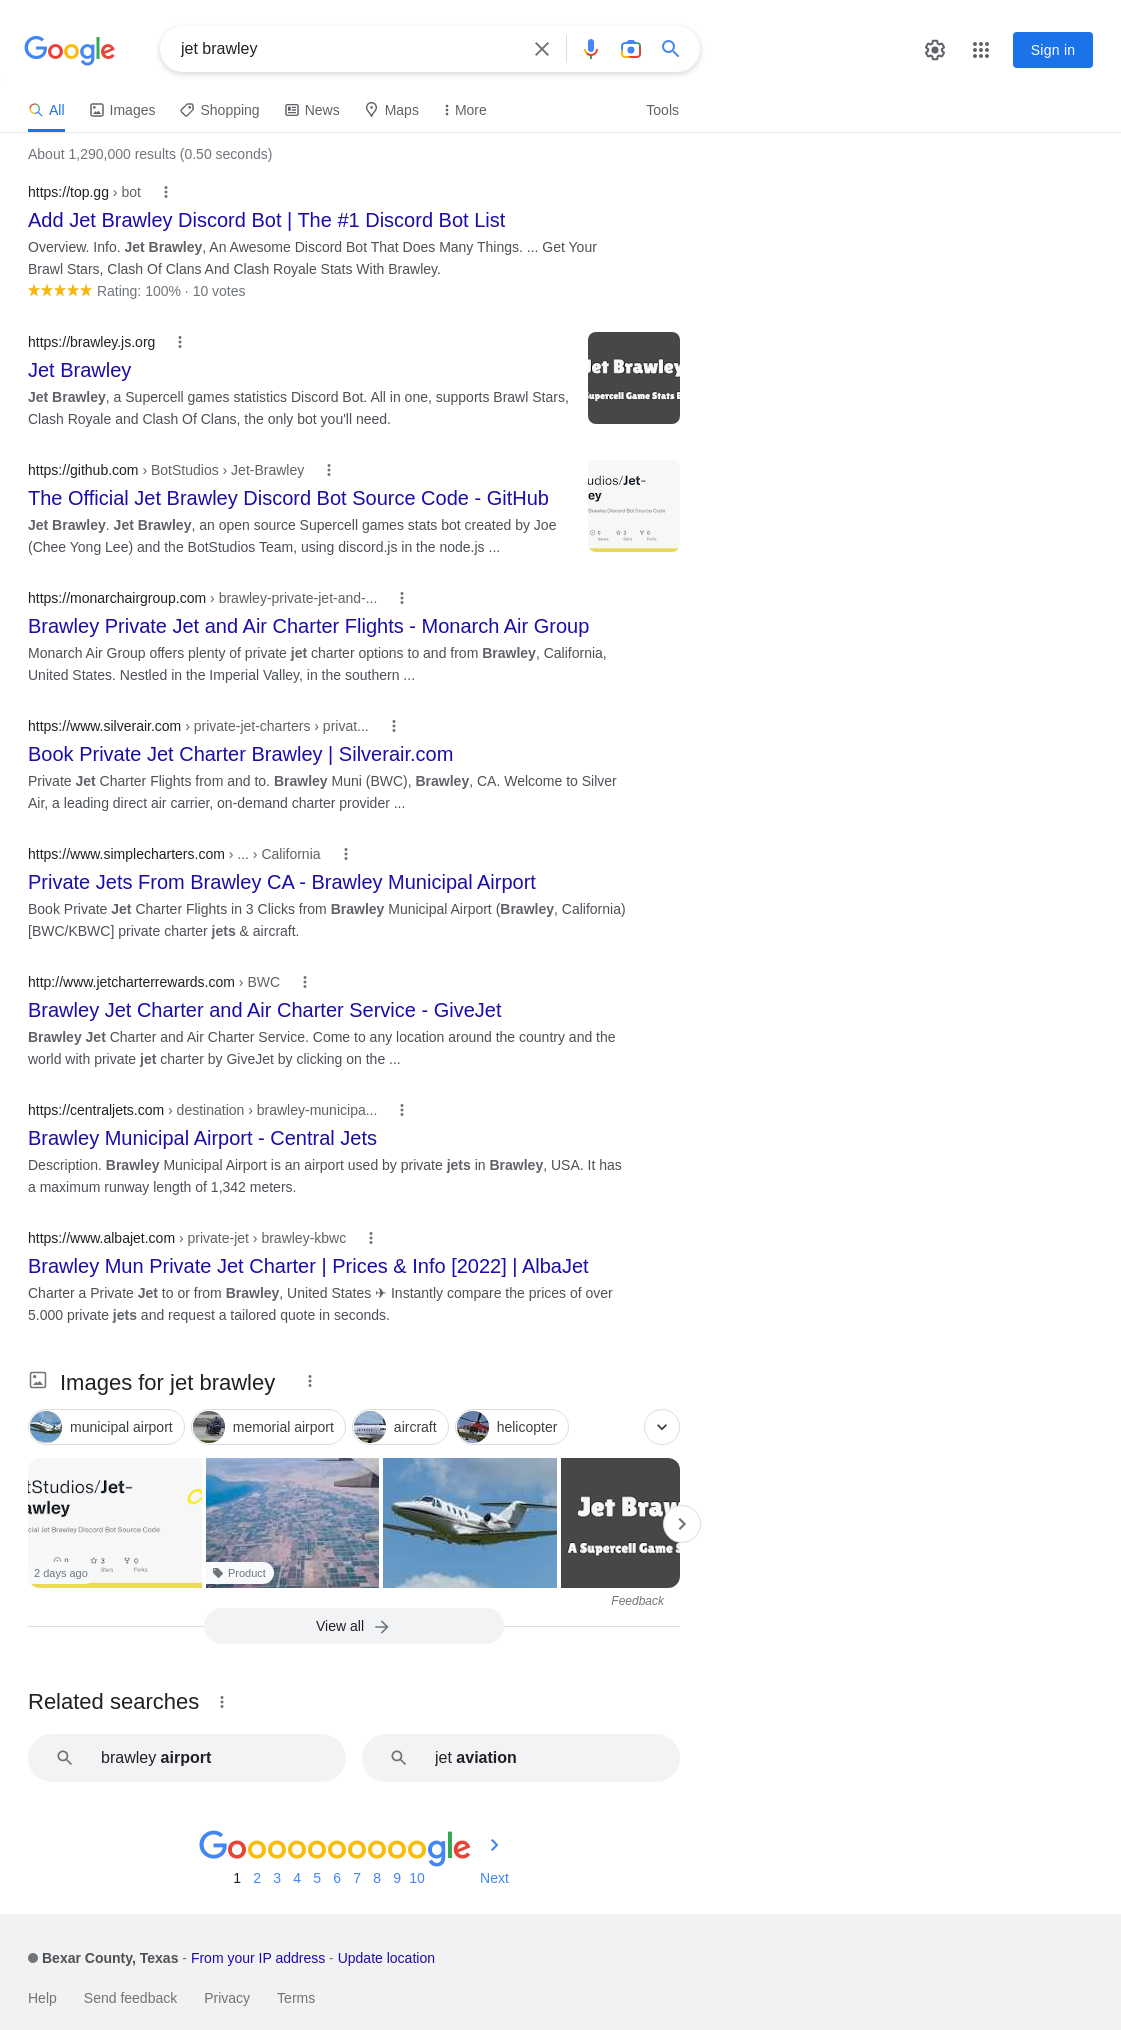 Google
jet brawley
Sign in
All
Images
Shopping
News
Maps
More
Tools
About 1,290,000 results (0.50 seconds)
https://top.gg › bot
Add Jet Brawley Discord Bot | The #1 Discord Bot List
Overview. Info. Jet Brawley, An Awesome Discord Bot That Does Many Things. ... Get Your
Brawl Stars, Clash Of Clans And Clash Royale Stats With Brawley.
Rating: 100% · 10 votes
https://brawley.js.org
Jet Brawley
Jet Brawley, a Supercell games statistics Discord Bot. All in one, supports Brawl Stars,
Clash Royale and Clash Of Clans, the only bot you'll need.
Jet Brawley
Supercell Game Stats
https://github.com › BotStudios › Jet-Brawley
The Official Jet Brawley Discord Bot Source Code - GitHub
Jet Brawley. Jet Brawley, an open source Supercell games stats bot created by Joe
(Chee Yong Lee) and the BotStudios Team, using discord.js in the node.js ...
udios/Jet-
ey
Brawley Discord Bot Source Code
0 3 0
https://monarchairgroup.com › brawley-private-jet-and-...
Brawley Private Jet and Air Charter Flights - Monarch Air Group
Monarch Air Group offers plenty of private jet charter options to and from Brawley, California,
United States. Nestled in the Imperial Valley, in the southern ...
https://www.silverair.com › private-jet-charters › privat...
Book Private Jet Charter Brawley | Silverair.com
Private Jet Charter Flights from and to. Brawley Muni (BWC), Brawley, CA. Welcome to Silver
Air, a leading direct air carrier, on-demand charter provider ...
https://www.simplecharters.com › ... › California
Private Jets From Brawley CA - Brawley Municipal Airport
Book Private Jet Charter Flights in 3 Clicks from Brawley Municipal Airport (Brawley, California)
[BWC/KBWC] private charter jets & aircraft.
http://www.jetcharterrewards.com › BWC
Brawley Jet Charter and Air Charter Service - GiveJet
Brawley Jet Charter and Air Charter Service. Come to any location around the country and the
world with private jet charter by GiveJet by clicking on the ...
https://centraljets.com › destination › brawley-municipa...
Brawley Municipal Airport - Central Jets
Description. Brawley Municipal Airport is an airport used by private jets in Brawley, USA. It has
a maximum runway length of 1,342 meters.
https://www.albajet.com › private-jet › brawley-kbwc
Brawley Mun Private Jet Charter | Prices & Info [2022] | AlbaJet
Charter a Private Jet to or from Brawley, United States ✈ Instantly compare the prices of over
5.000 private jets and request a tailored quote in seconds.
Images for jet brawley
municipal airport
memorial airport
aircraft
helicopter
tStudios/Jet-
awley
cial Jet Brawley Discord Bot Source Code
0 3 0
Stars Forks
2 days ago
Product
Jet Braw
A Supercell Game S
Feedback
View all
Related searches
brawley airport
jet aviation
Goooooooooogle
1 2 3 4 5 6 7 8 9 10 Next
Bexar County, Texas - From your IP address - Update location
Help Send feedback Privacy Terms